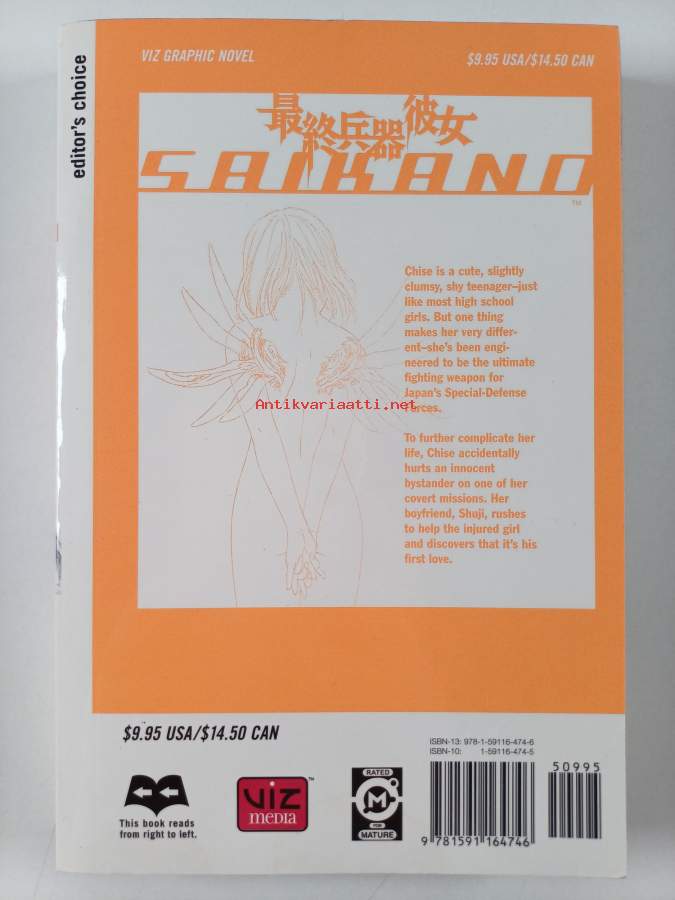 editor's choice
VIZ GRAPHIC NOVEL
$9.95 USA/$14.50 CAN
最終兵器彼女
SAIKANO
TM
Chise is a cute, slightly
clumsy, shy teenager–just
like most high school
girls. But one thing
makes her very differ-
ent–she's been engi-
neered to be the ultimate
fighting weapon for
Japan's Special-Defense
Forces.
Antikvariaatti.net
To further complicate her
life, Chise accidentally
hurts an innocent
bystander on one of her
covert missions. Her
boyfriend, Shuji, rushes
to help the injured girl
and discovers that it's his
first love.
$9.95 USA/$14.50 CAN
This book reads
from right to left.
VIZ
media
TM
RATED
M
FOR
MATURE
ISBN-13: 978-1-59116-474-6
ISBN-10: 1-59116-474-5
50995
9 781591 164746